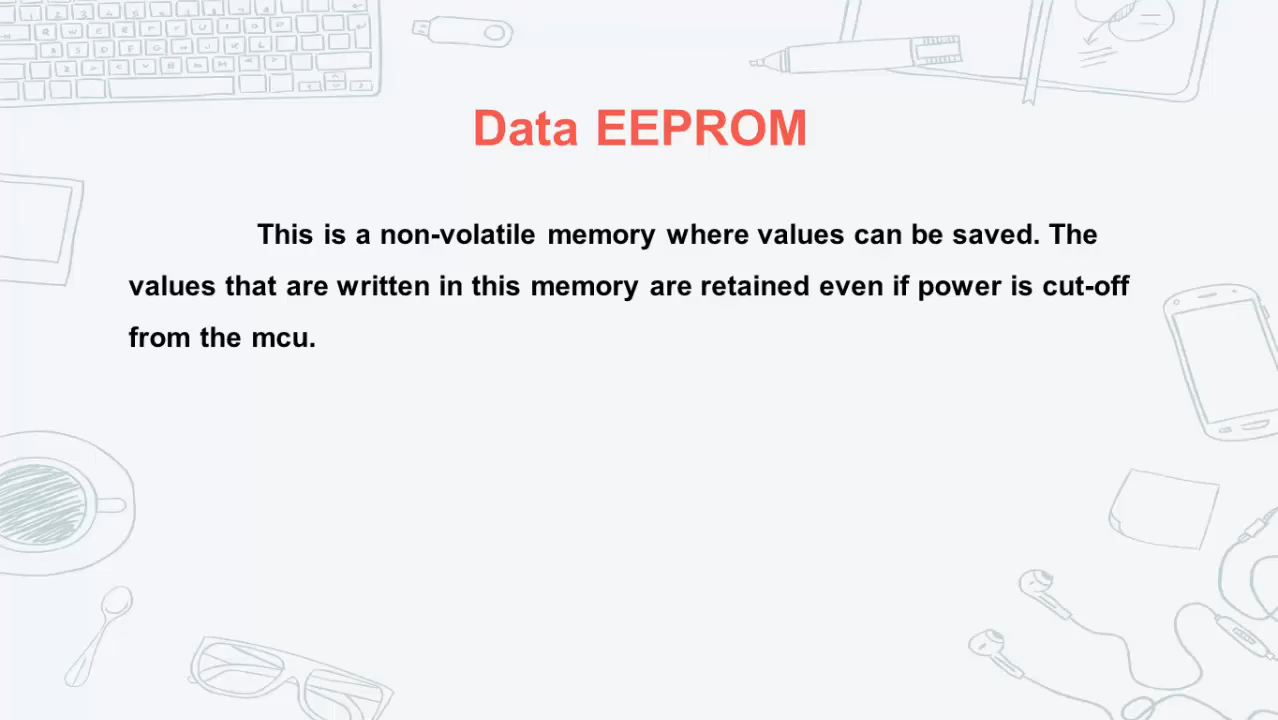 Data EEPROM
This is a non-volatile memory where values can be saved. The
values that are written in this memory are retained even if power is cut-off
from the mcu.